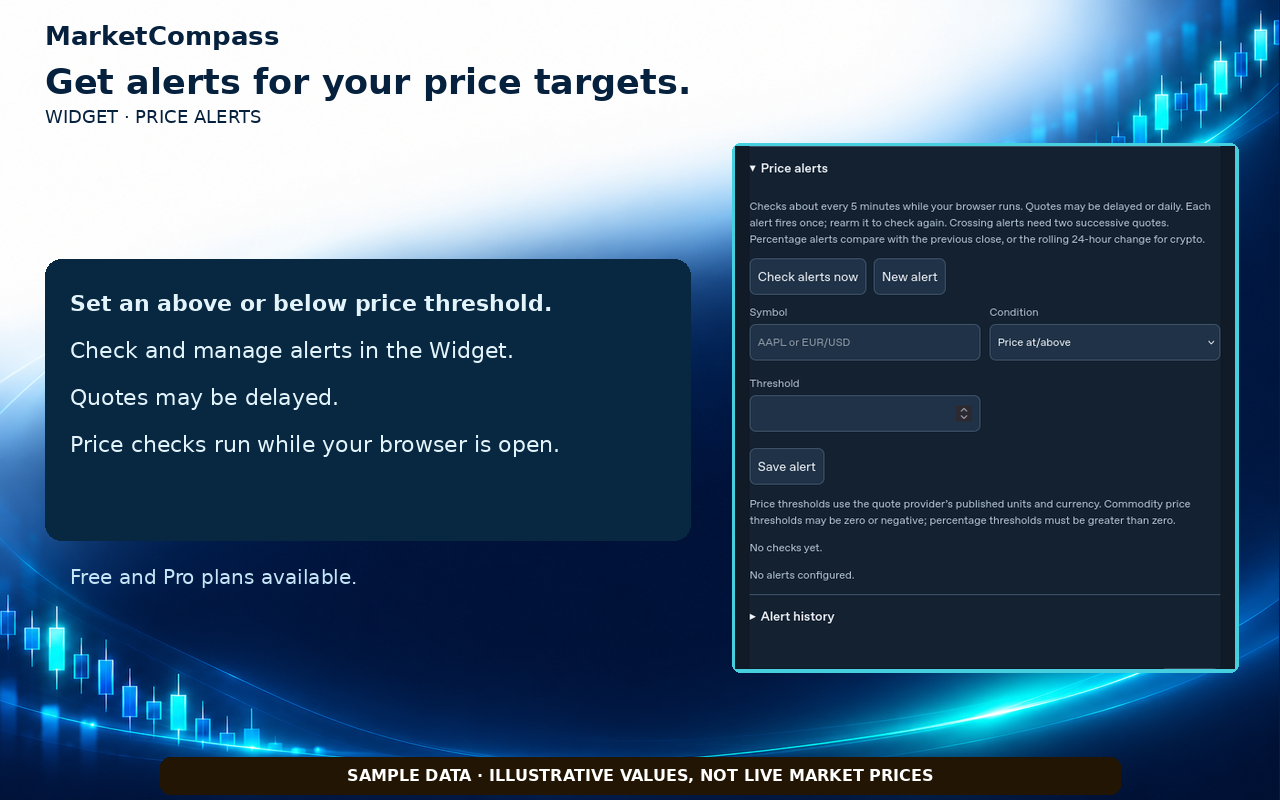 MarketCompass
Get alerts for your price targets.
WIDGET · PRICE ALERTS
Set an above or below price threshold.
Check and manage alerts in the Widget.
Quotes may be delayed.
Price checks run while your browser is open.
Free and Pro plans available.
▾ Price alerts
Checks about every 5 minutes while your browser runs. Quotes may be delayed or daily. Each
alert fires once; rearm it to check again. Crossing alerts need two successive quotes.
Percentage alerts compare with the previous close, or the rolling 24-hour change for crypto.
Check alerts now New alert
Symbol Condition
AAPL or EUR/USD Price at/above
Threshold
Save alert
Price thresholds use the quote provider's published units and currency. Commodity price
thresholds may be zero or negative; percentage thresholds must be greater than zero.
No checks yet.
No alerts configured.
▸ Alert history
SAMPLE DATA · ILLUSTRATIVE VALUES, NOT LIVE MARKET PRICES